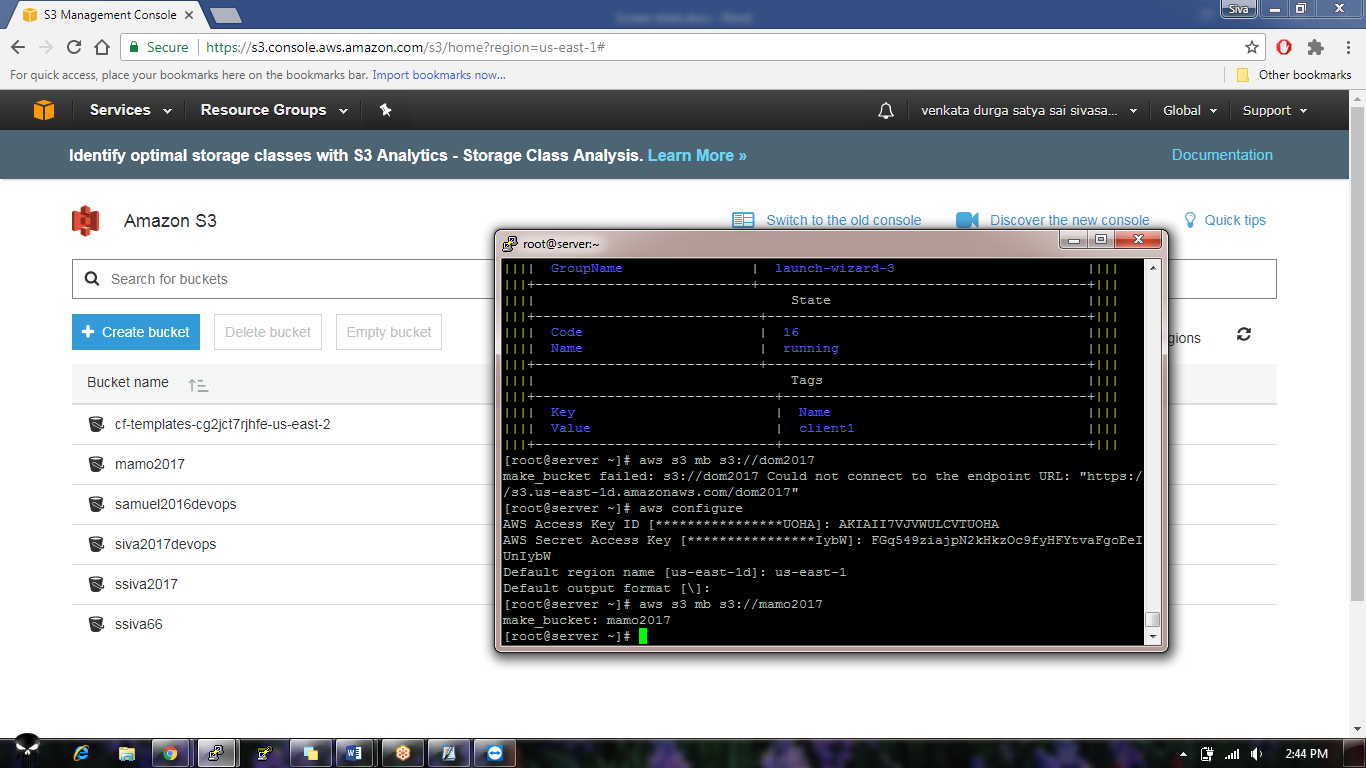 S3 Management Console
Siva
Secure
https://s3.console.aws.amazon.com/s3/home?region=us-east-1#
For quick access, place your bookmarks here on the bookmarks bar. Import bookmarks now...
Other bookmarks
Services
Resource Groups
venkata durga satya sai sivasa...
Global
Support
Identify optimal storage classes with S3 Analytics - Storage Class Analysis. Learn More »
Documentation
Amazon S3
Switch to the old console
Discover the new console
Quick tips
Search for buckets
Create bucket
Delete bucket
Empty bucket
gions
Bucket name
cf-templates-cg2jct7rjhfe-us-east-2
mamo2017
samuel2016devops
siva2017devops
ssiva2017
ssiva66
root@server:~
GroupName | launch-wizard-3
State
Code | 16
Name | running
Tags
Key | Name
Value | client1
[root@server ~]# aws s3 mb s3://dom2017
make_bucket failed: s3://dom2017 Could not connect to the endpoint URL: "https:/
/s3.us-east-1d.amazonaws.com/dom2017"
[root@server ~]# aws configure
AWS Access Key ID [****************UOHA]: [credential redacted]
AWS Secret Access Key [****************IybW]: [credential redacted]
Default region name [us-east-1d]: us-east-1
Default output format [\]:
[root@server ~]# aws s3 mb s3://mamo2017
make_bucket: mamo2017
[root@server ~]#
2:44 PM